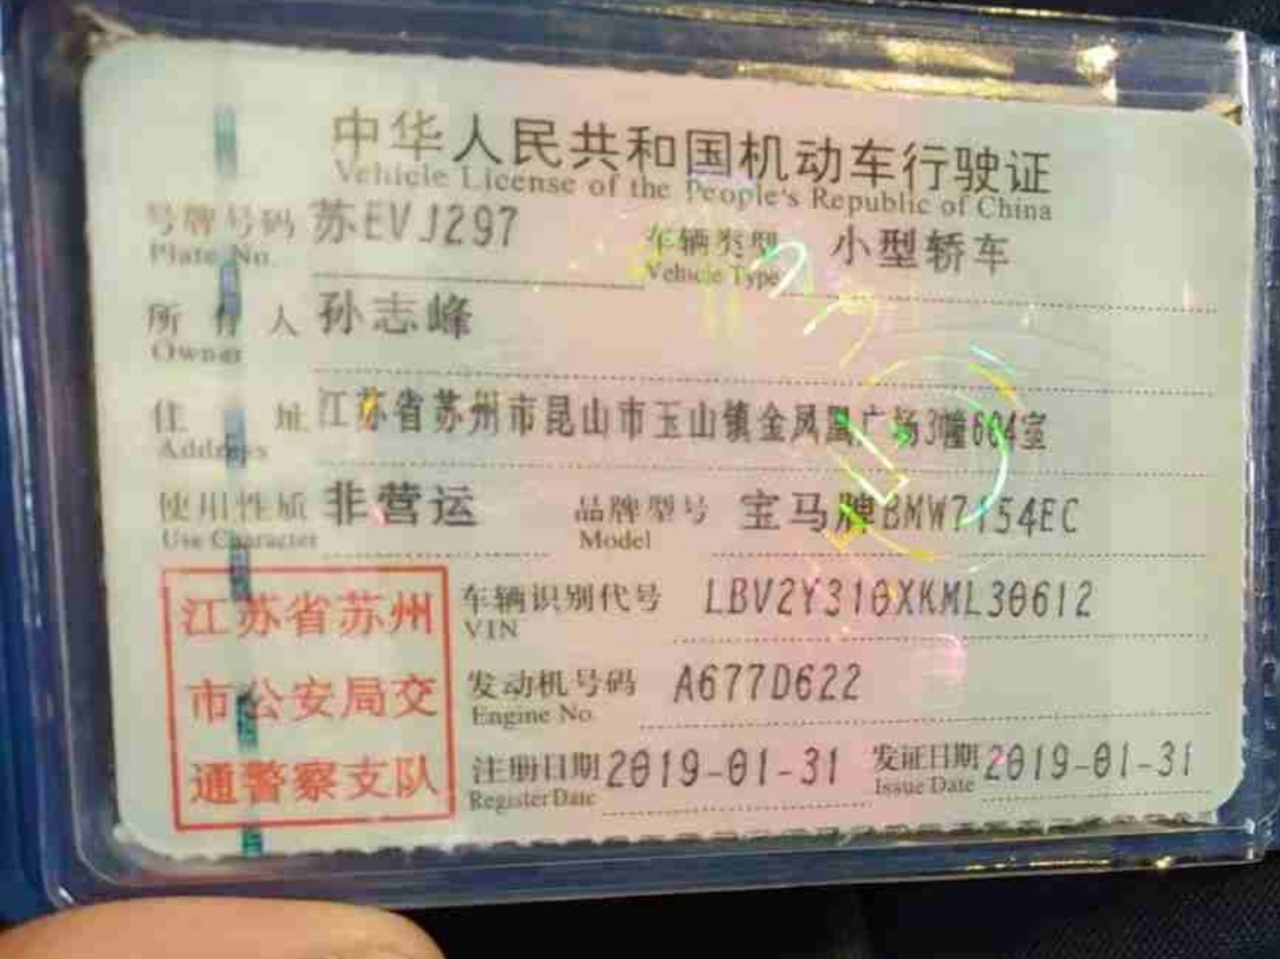 中华人民共和国机动车行驶证
Vehicle License of the People's Republic of China
号牌号码 苏EVJ297 车辆类型 小型轿车
Plate No. Vehicle Type
所有人 孙志峰
Owner
住址 江苏省苏州市昆山市玉山镇金凤凰广场3幢604室
Address
使用性质 非营运 品牌型号 宝马牌BMW7154EC
Use Character Model
江苏省苏州
市公安局交
通警察支队
车辆识别代号 LBV2Y310XKML30612
VIN
发动机号码 A677D622
Engine No.
注册日期 2019-01-31 发证日期 2019-01-31
Register Date Issue Date